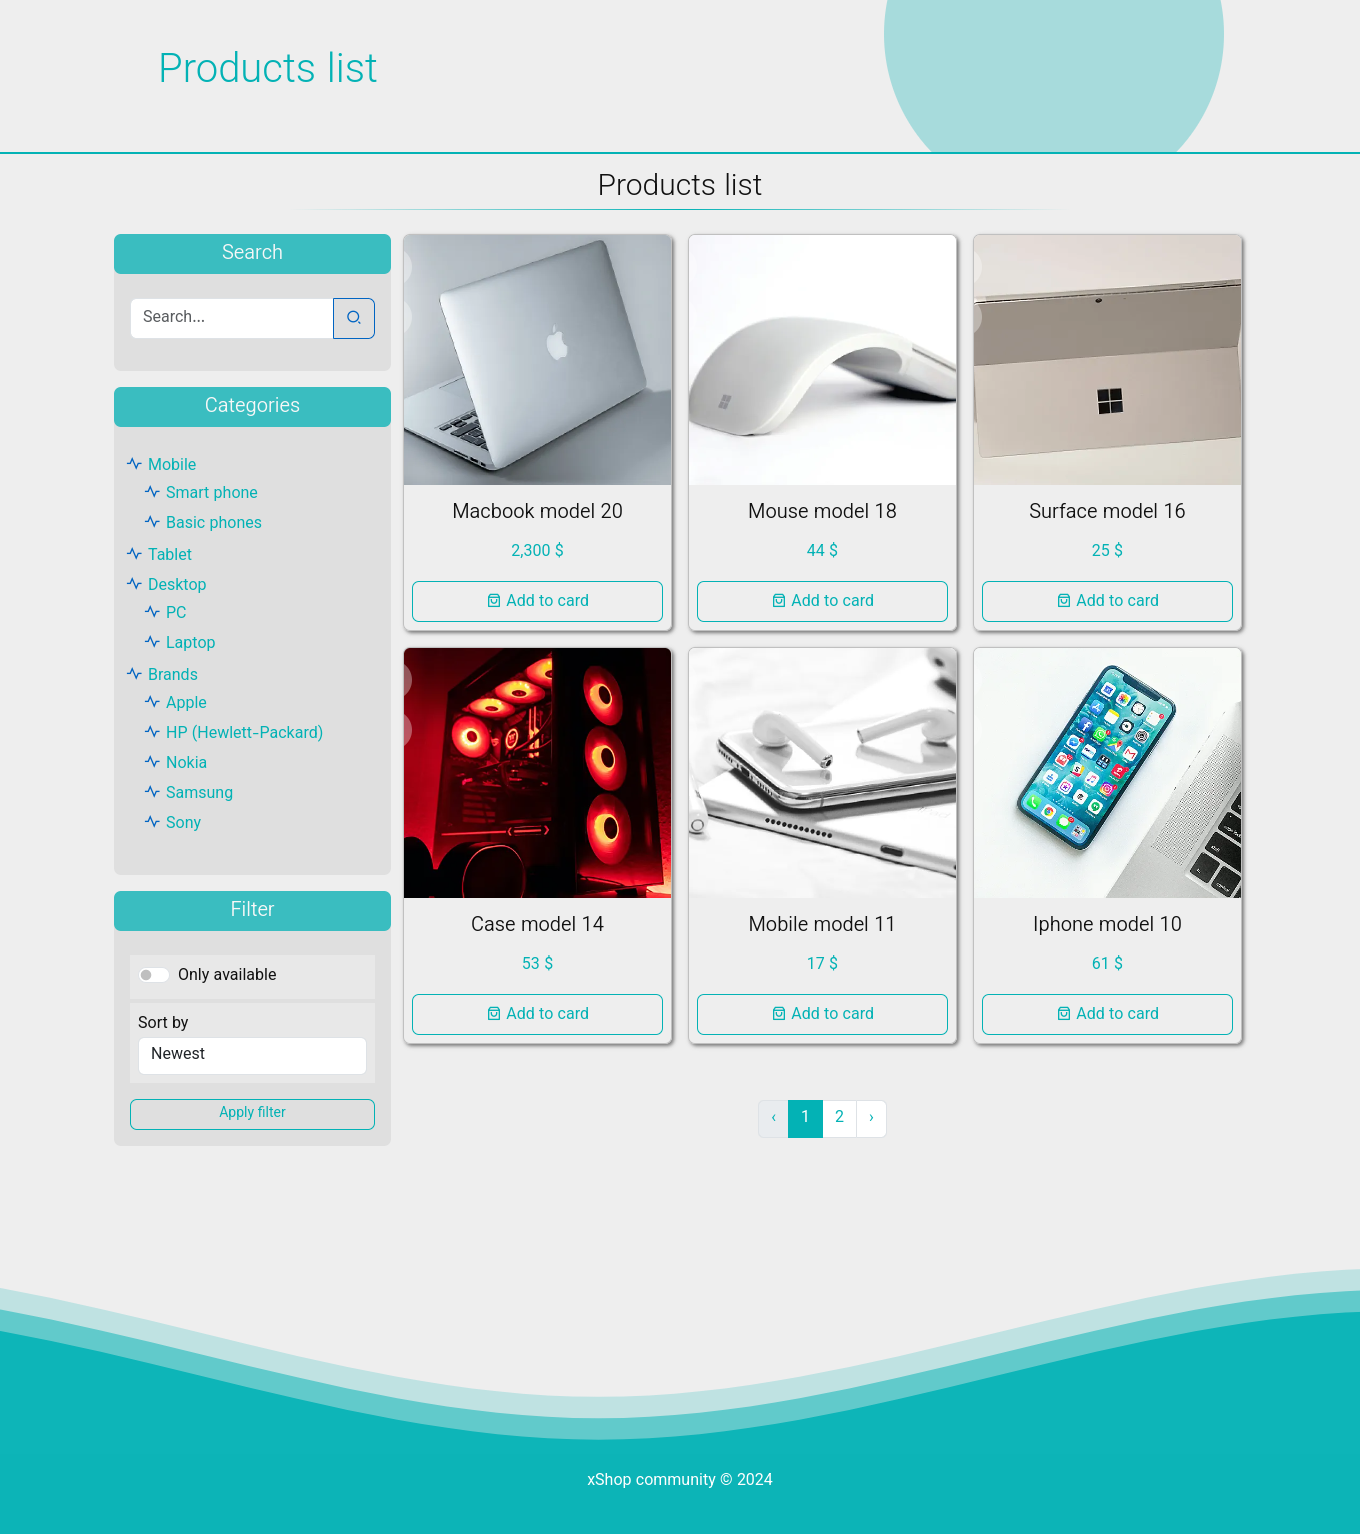 Products list
Products list
Search
Search...
Categories
Mobile
Smart phone
Basic phones
Tablet
Desktop
PC
Laptop
Brands
Apple
HP (Hewlett-Packard)
Nokia
Samsung
Sony
Filter
Only available
Sort by
Newest
Apply filter
Macbook model 20
2,300 $
Add to card
Mouse model 18
44 $
Add to card
Surface model 16
25 $
Add to card
Case model 14
53 $
Add to card
Mobile model 11
17 $
Add to card
Iphone model 10
61 $
Add to card
‹ 1 2 ›
xShop community © 2024